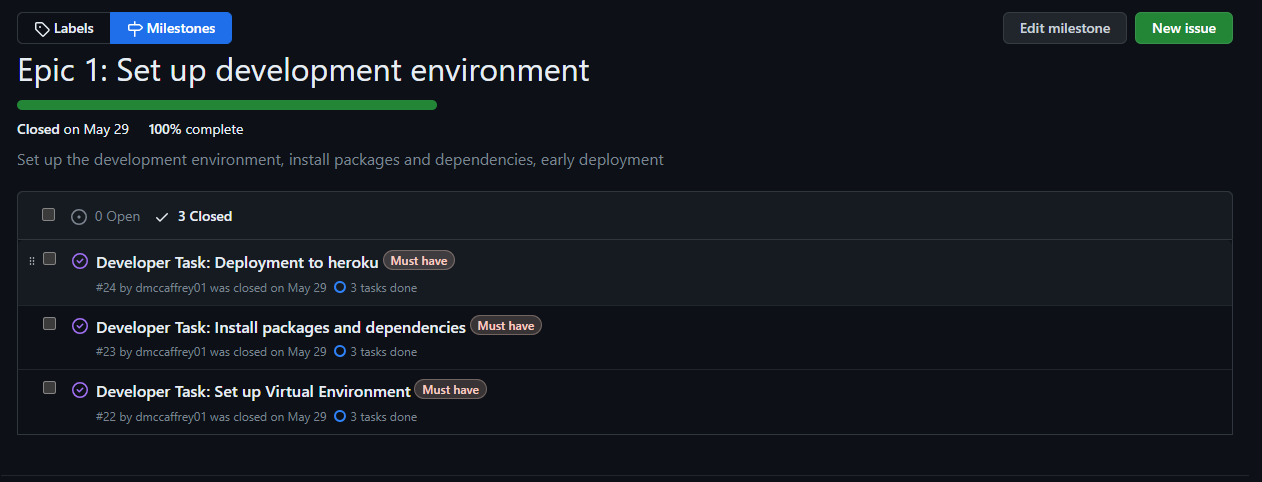 Labels Milestones Edit milestone New issue
Epic 1: Set up development environment
Closed on May 29 100% complete
Set up the development environment, install packages and dependencies, early deployment
0 Open 3 Closed
Developer Task: Deployment to heroku Must have
#24 by dmccaffrey01 was closed on May 29 3 tasks done
Developer Task: Install packages and dependencies Must have
#23 by dmccaffrey01 was closed on May 29 3 tasks done
Developer Task: Set up Virtual Environment Must have
#22 by dmccaffrey01 was closed on May 29 3 tasks done